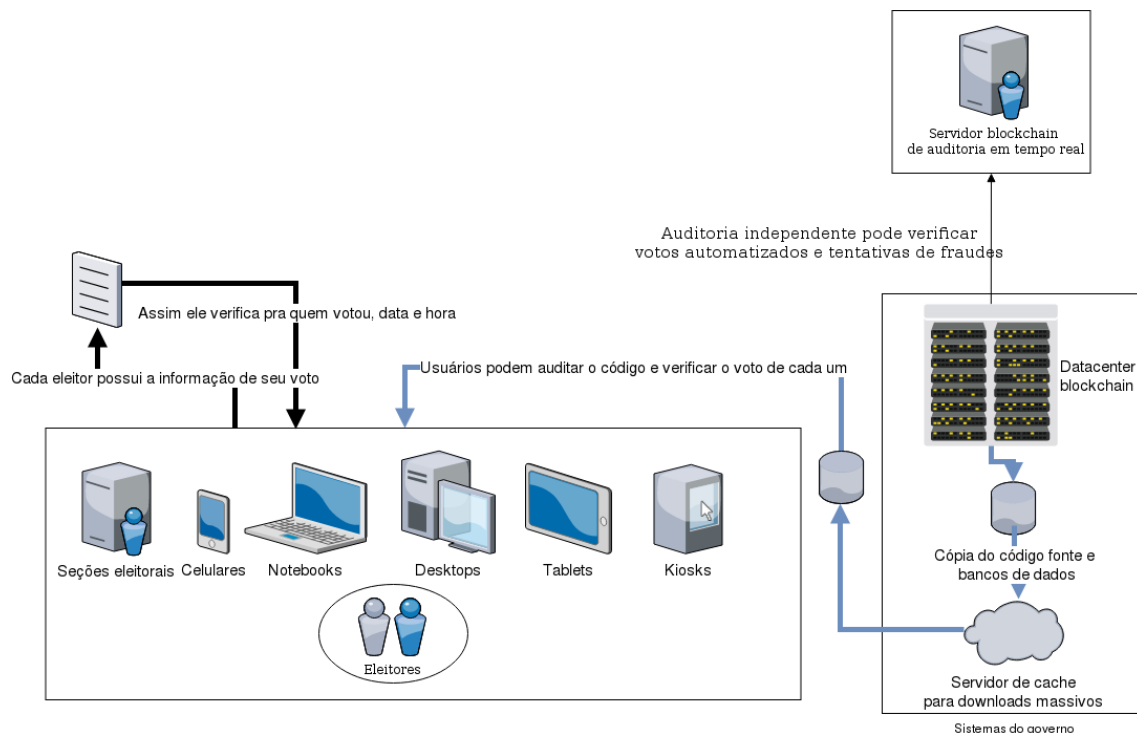 Servidor blockchain
de auditoria em tempo real
Auditoria independente pode verificar
votos automatizados e tentativas de fraudes
Assim ele verifica pra quem votou, data e hora
Cada eleitor possui a informação de seu voto
Usuários podem auditar o código e verificar o voto de cada um
Datacenter
blockchain
Seções eleitorais
Celulares
Notebooks
Desktops
Tablets
Kiosks
Eleitores
Cópia do código fonte e
bancos de dados
Servidor de cache
para downloads massivos
Sistemas do governo